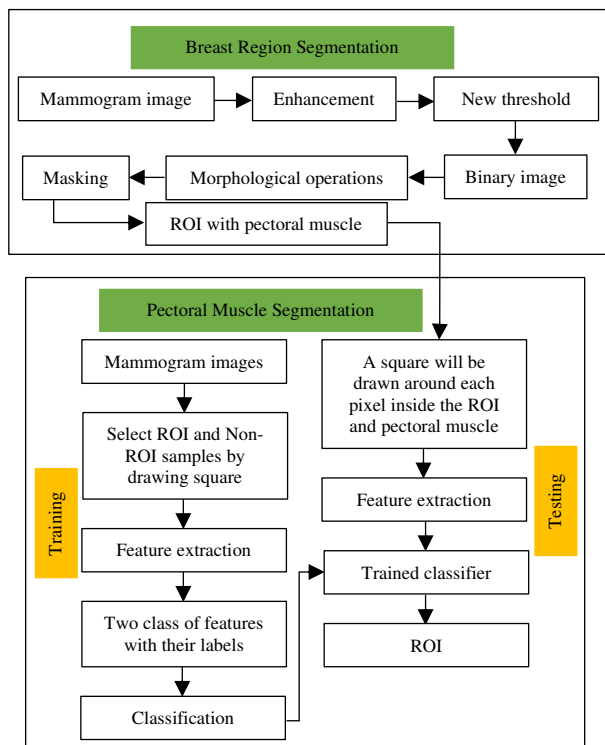 Breast Region Segmentation
Mammogram image
Enhancement
New threshold
Masking
Morphological operations
Binary image
ROI with pectoral muscle
Pectoral Muscle Segmentation
Training
Mammogram images
Select ROI and Non-
ROI samples by
drawing square
Feature extraction
Two class of features
with their labels
Classification
A square will be
drawn around each
pixel inside the ROI
and pectoral muscle
Feature extraction
Trained classifier
ROI
Testing